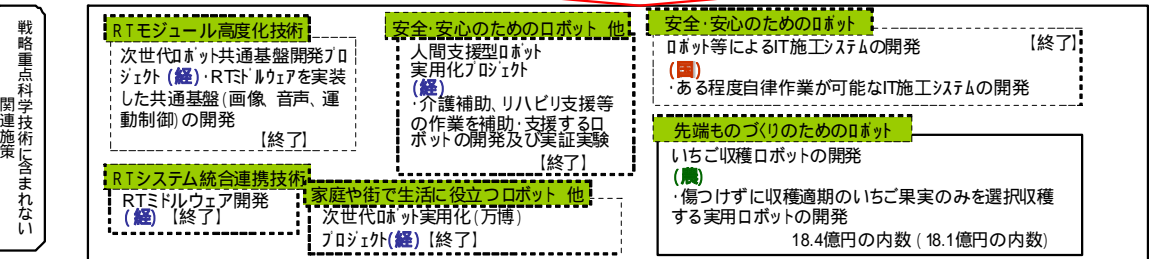 戦略重点科学技術に含まれない
関連施策
RTモジュール高度化技術
次世代ロボット共通基盤開発プロ
ジェクト (経)・RTミドルウェアを実装
した共通基盤(画像、音声、運
動制御)の開発
【終了】
RTシステム統合連携技術
RTミドルウェア開発
(経)【終了】
安全・安心のためのロボット 他
人間支援型ロボット
実用化プロジェクト
(経)
・介護補助、リハビリ支援等
の作業を補助・支援するロ
ボットの開発及び実証実験
【終了】
家庭や街で生活に役立つロボット 他
次世代ロボット実用化(万博)
プロジェクト(経)【終了】
安全・安心のためのロボット
ロボット等によるIT施工システムの開発 【終了】
(国)
・ある程度自律作業が可能なIT施工システムの開発
先端ものづくりのためのロボット
いちご収穫ロボットの開発
(農)
・傷つけずに収穫適期のいちご果実のみを選択収穫
する実用ロボットの開発
18.4億円の内数(18.1億円の内数)